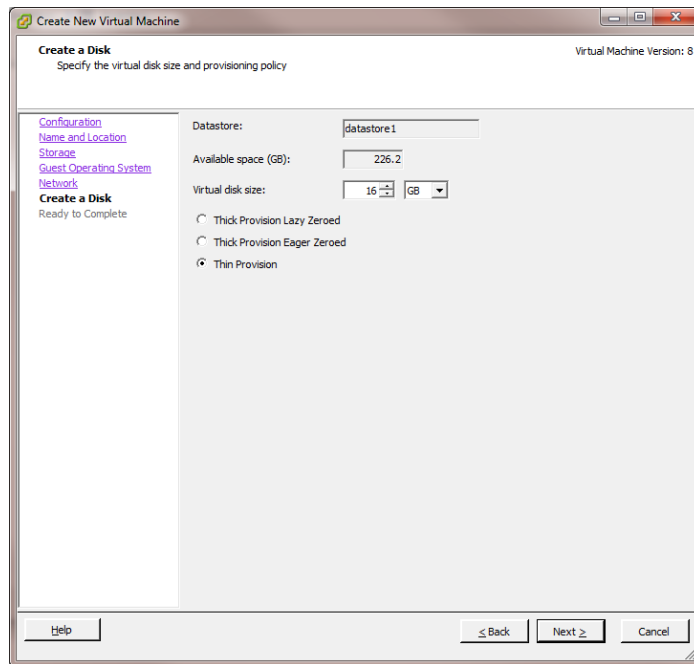 Create New Virtual Machine
Create a Disk
Specify the virtual disk size and provisioning policy
Virtual Machine Version: 8
Configuration
Name and Location
Storage
Guest Operating System
Network
Create a Disk
Ready to Complete
Datastore: datastore1
Available space (GB): 226.2
Virtual disk size: 16 GB
Thick Provision Lazy Zeroed
Thick Provision Eager Zeroed
Thin Provision
Help
< Back
Next >
Cancel